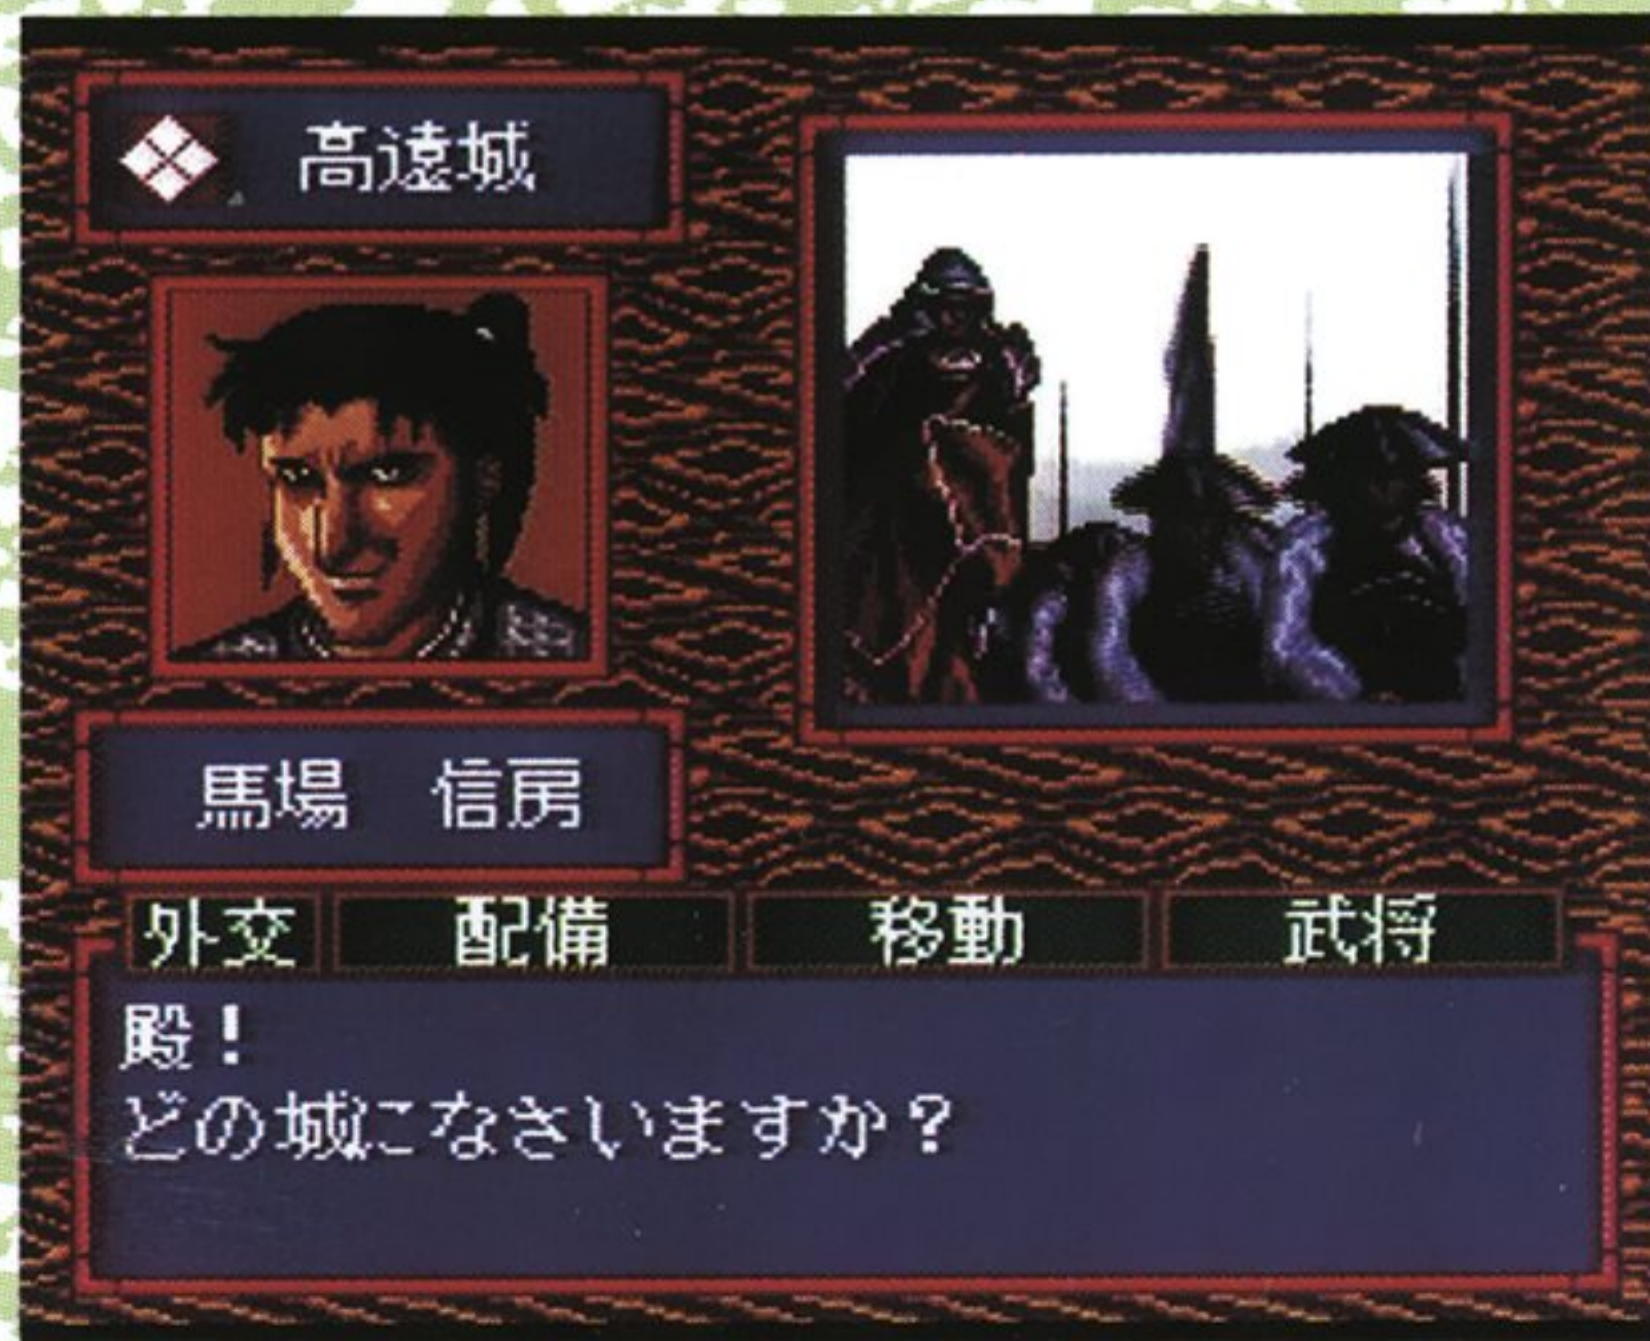 高遠城
馬場 信房
外交 配備 移動 武将
殿！
どの城になさいますか？